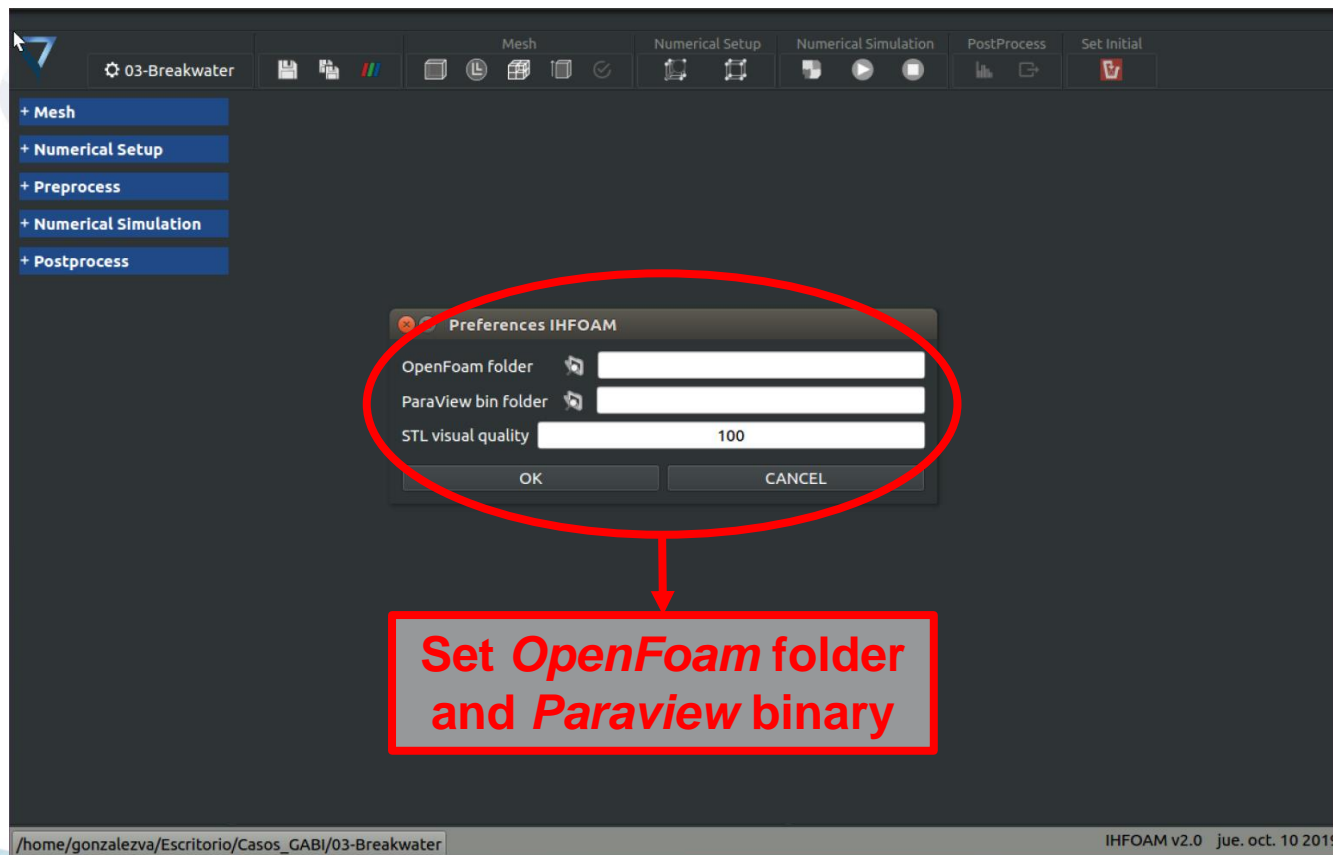 Mesh Numerical Setup Numerical Simulation PostProcess Set Initial
03-Breakwater
+ Mesh
+ Numerical Setup
+ Preprocess
+ Numerical Simulation
+ Postprocess
Preferences IHFOAM
OpenFoam folder
ParaView bin folder
STL visual quality 100
OK CANCEL
Set OpenFoam folder
and Paraview binary
/home/gonzalezva/Escritorio/Casos_GABI/03-Breakwater IHFOAM v2.0 jue. oct. 10 2019